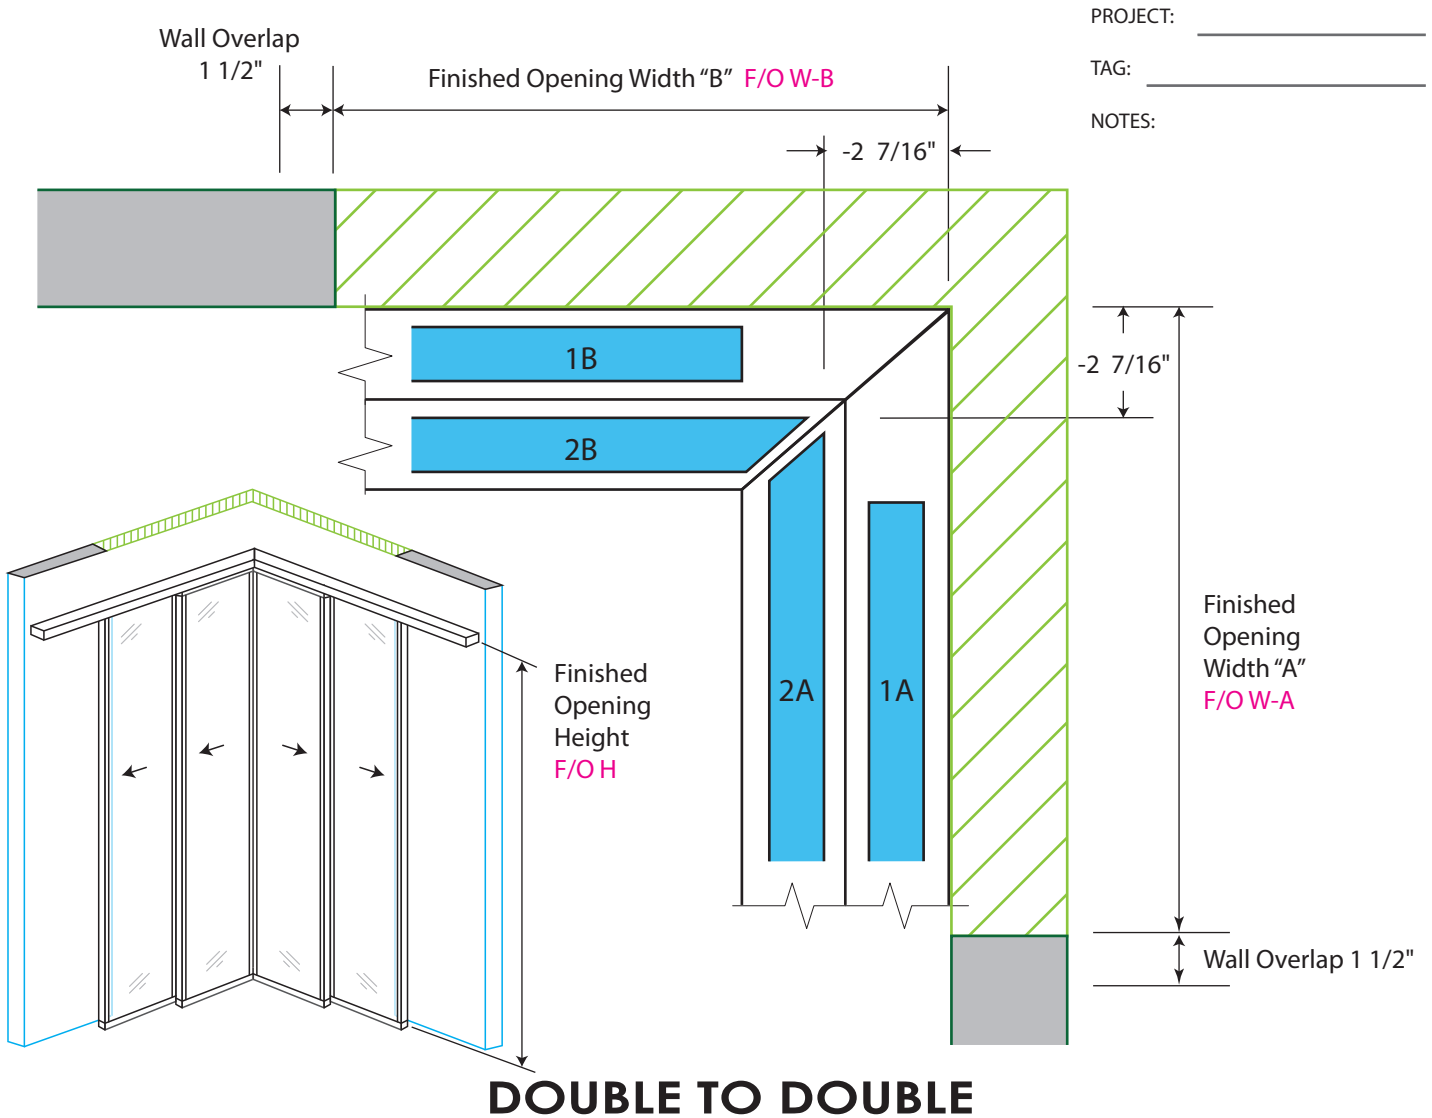 PROJECT:
TAG:
NOTES:
Wall Overlap
1 1/2"
Finished Opening Width “B” F/O W-B
-2 7/16"
1B
2B
2A
1A
-2 7/16"
Finished
Opening
Width “A”
F/O W-A
Wall Overlap 1 1/2"
Finished
Opening
Height
F/O H
DOUBLE TO DOUBLE